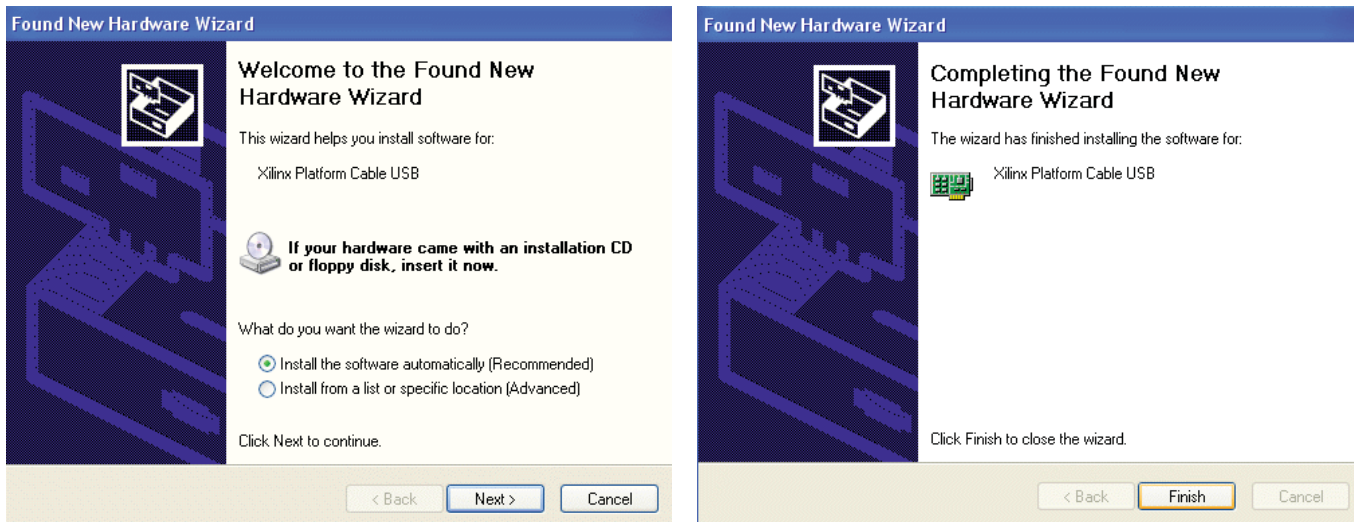 Found New Hardware Wizard
Welcome to the Found New
Hardware Wizard
This wizard helps you install software for:
Xilinx Platform Cable USB
If your hardware came with an installation CD
or floppy disk, insert it now.
What do you want the wizard to do?
Install the software automatically (Recommended)
Install from a list or specific location (Advanced)
Click Next to continue.
< Back Next > Cancel
Found New Hardware Wizard
Completing the Found New
Hardware Wizard
The wizard has finished installing the software for:
Xilinx Platform Cable USB
Click Finish to close the wizard.
< Back Finish Cancel